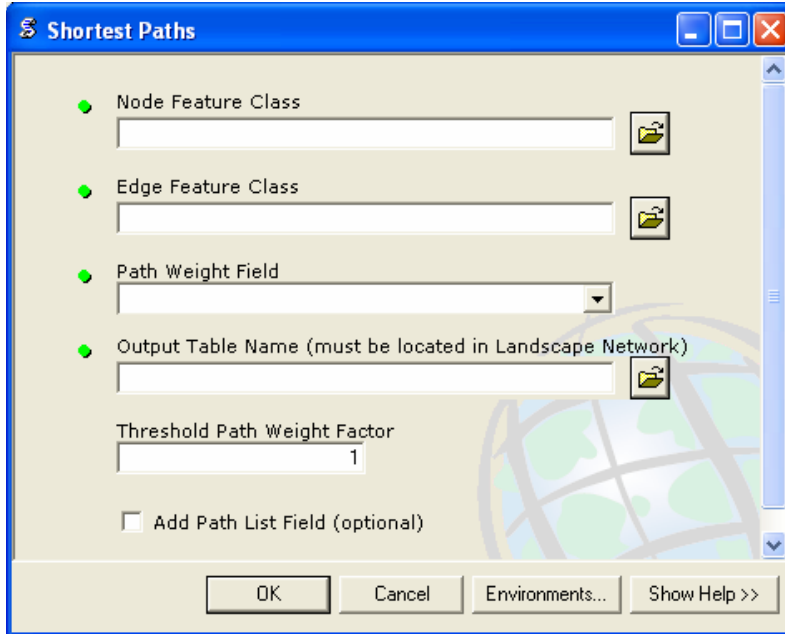 Shortest Paths
Node Feature Class
Edge Feature Class
Path Weight Field
Output Table Name (must be located in Landscape Network)
Threshold Path Weight Factor
1
Add Path List Field (optional)
OK Cancel Environments... Show Help >>